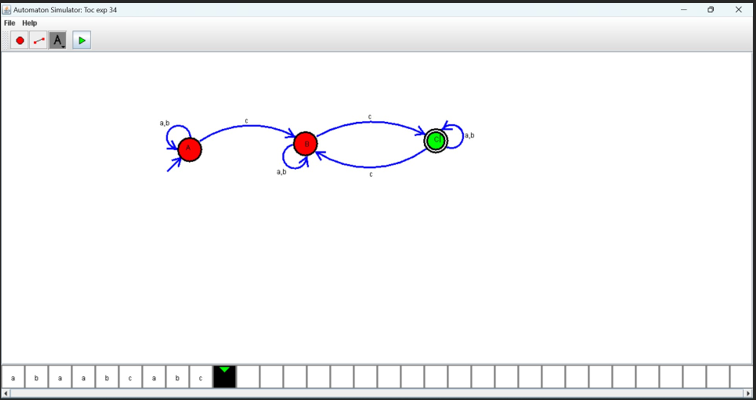 Automaton Simulator: Toc exp 34
File Help
A
a,b
c
c
a,b
A
B
a,b
c
a b a a b c a b c